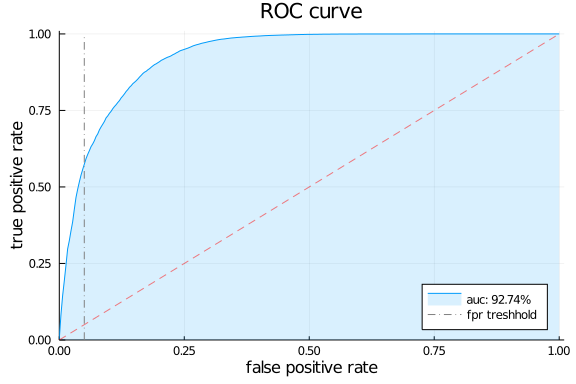 ROC curve
true positive rate
1.00
0.75
0.50
0.25
0.00
0.00
0.25
0.50
0.75
1.00
false positive rate
auc: 92.74%
fpr treshhold